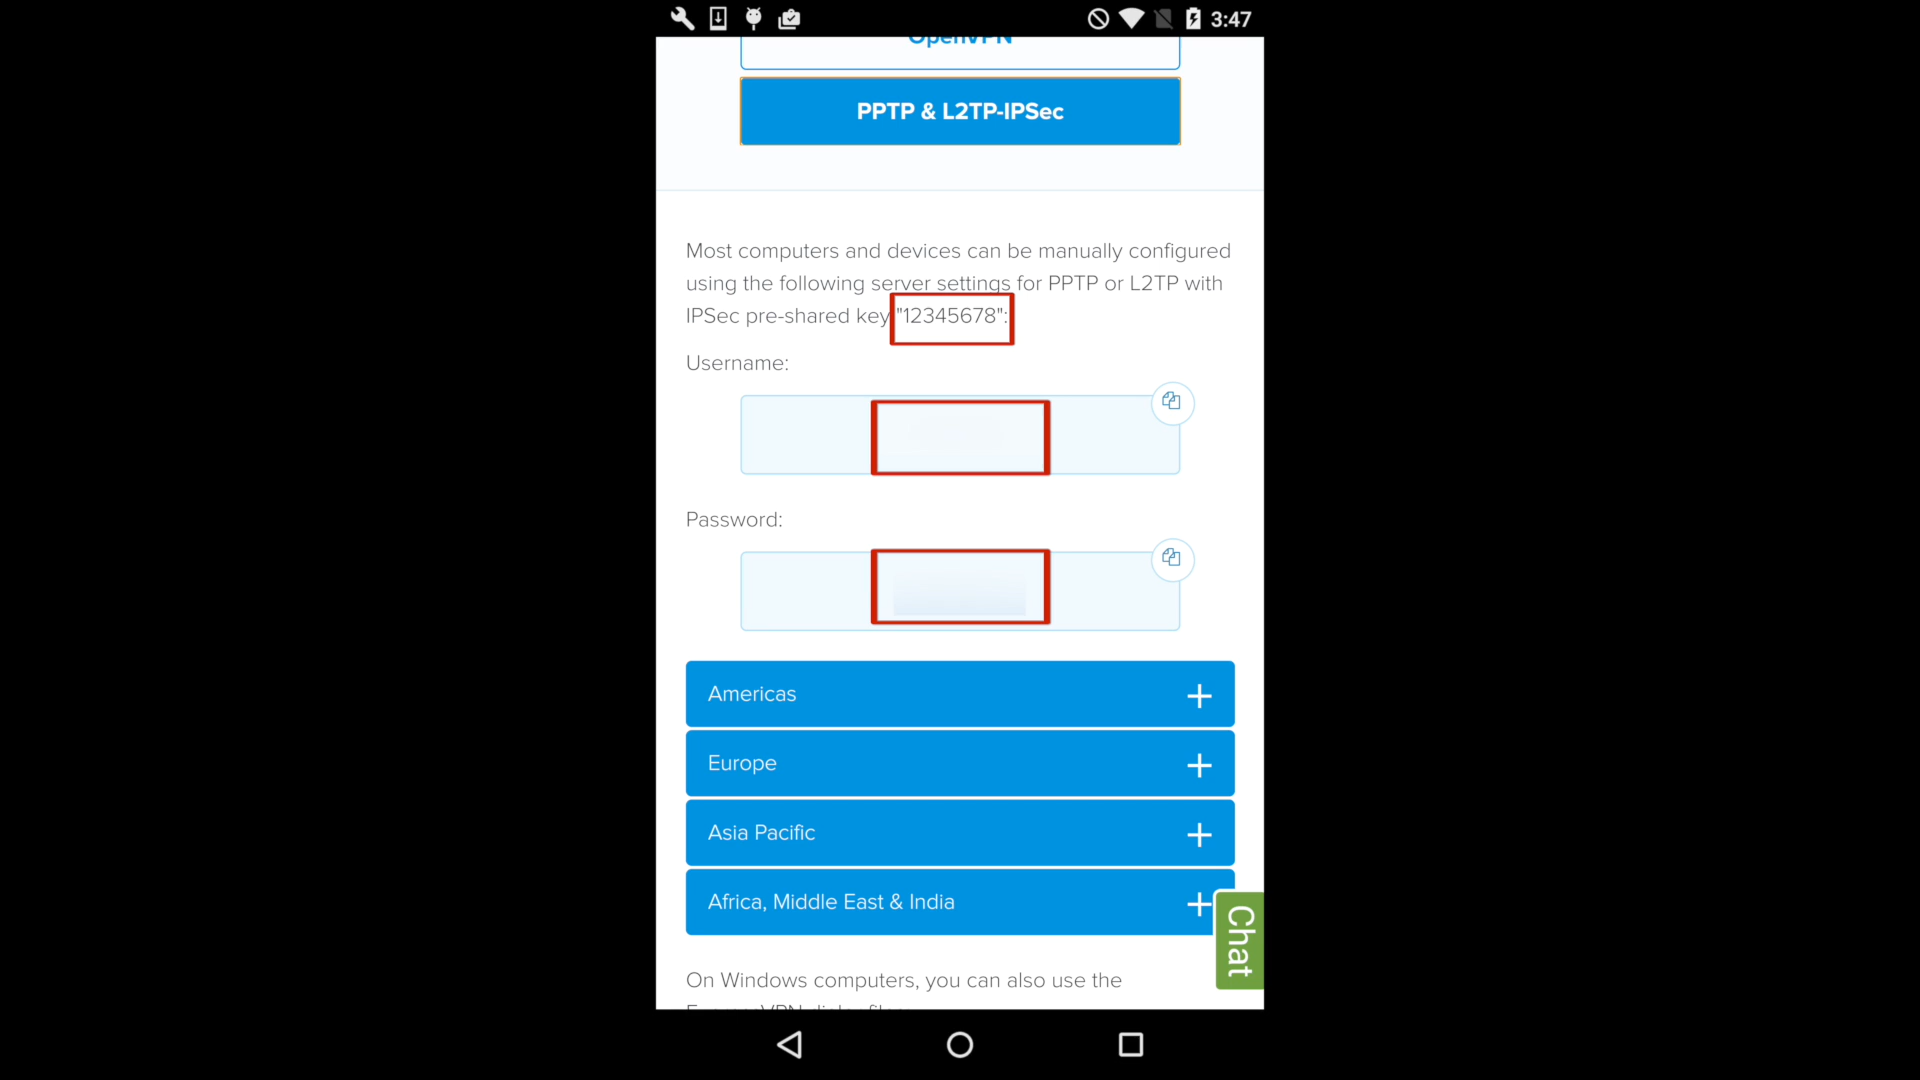 3:47
OpenVPN
PPTP & L2TP-IPSec
Most computers and devices can be manually configured
using the following server settings for PPTP or L2TP with
IPSec pre-shared key "12345678":
Username:
Password:
Americas
Europe
Asia Pacific
Africa, Middle East & India
Chat
On Windows computers, you can also use the